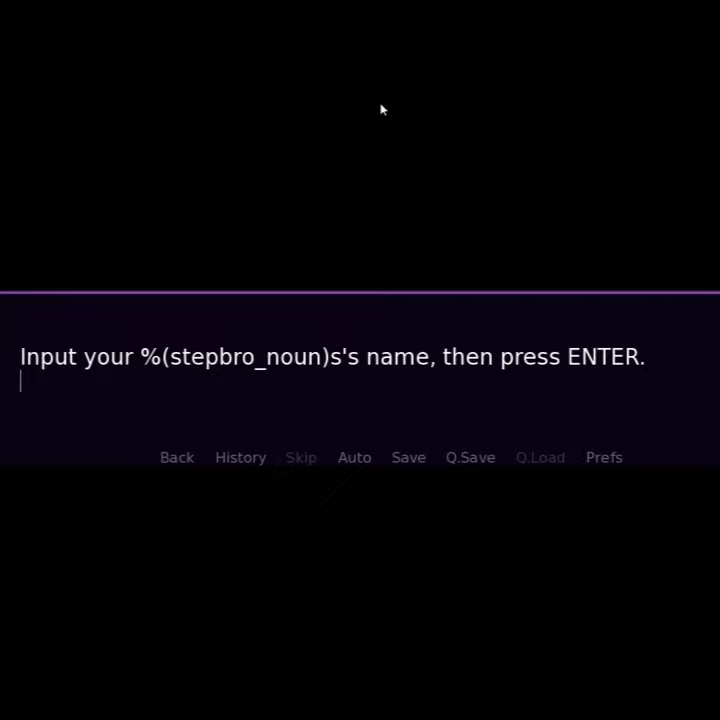 Input your %(stepbro_noun)s's name, then press ENTER.
Back History Skip Auto Save Q.Save Q.Load Prefs